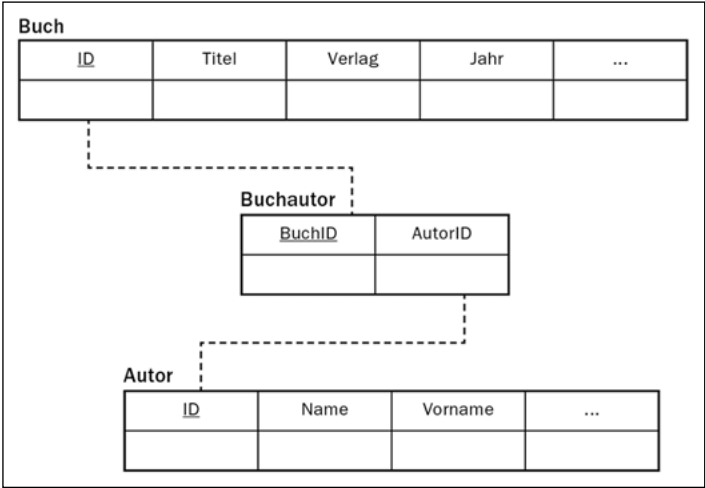 Buch
ID Titel Verlag Jahr ...
Buchautor
BuchID AutorID
Autor
ID Name Vorname ...